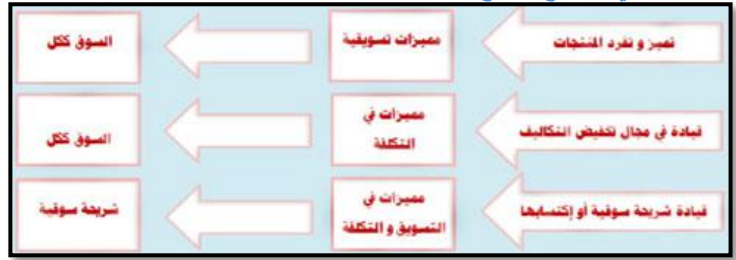 تميز و تفرد المنتجات
مميزات تسويقية
السوق ككل
قيادة في مجال تخفيض التكاليف
مميزات في
التكلفة
السوق ككل
قيادة شريحة سوقية أو إكتسابها
مميزات في
التسويق و التكلفة
شريحة سوقية